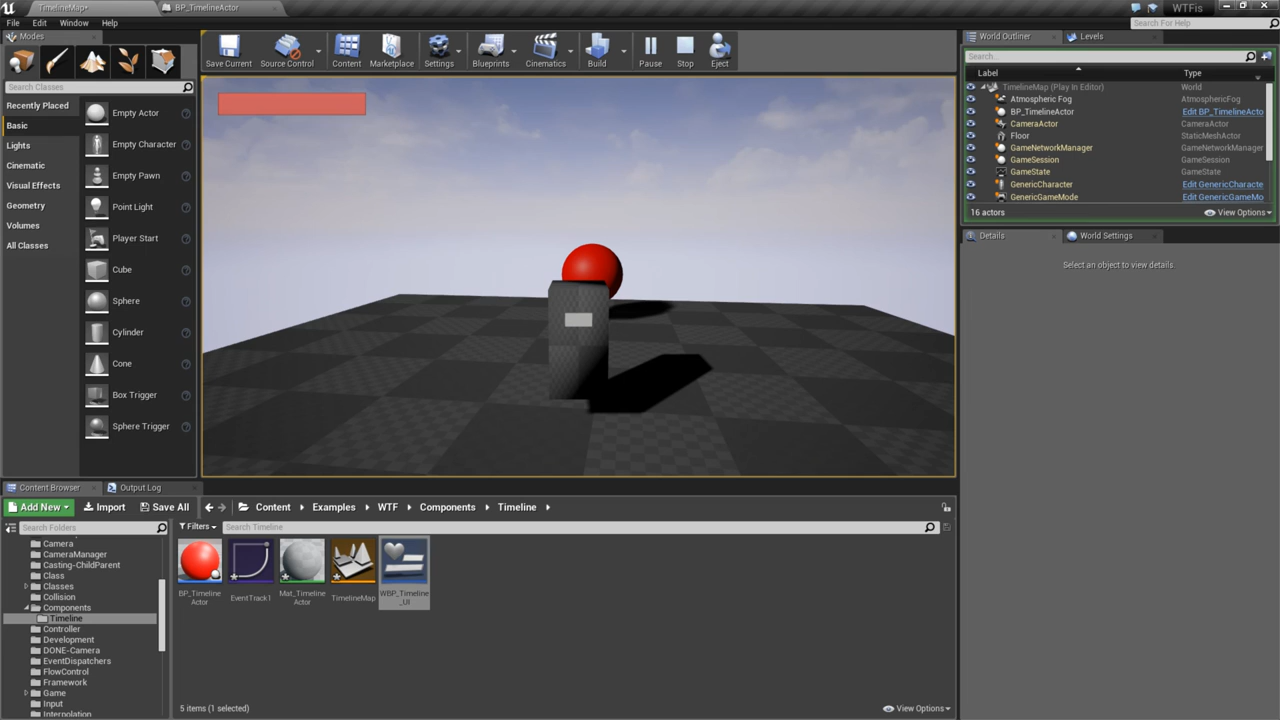 TimelineMap*
BP_TimelineActor
WTFis
File Edit Window Help
Search For Help
Modes
Search Classes
Recently Placed
Basic
Lights
Cinematic
Visual Effects
Geometry
Volumes
All Classes
Empty Actor
Empty Character
Empty Pawn
Point Light
Player Start
Cube
Sphere
Cylinder
Cone
Box Trigger
Sphere Trigger
Save Current
Source Control
Content
Marketplace
Settings
Blueprints
Cinematics
Build
Pause
Stop
Eject
World Outliner
Levels
Search...
Label Type
TimelineMap (Play In Editor) World
Atmospheric Fog AtmosphericFog
BP_TimelineActor Edit BP_TimelineActo
CameraActor CameraActor
Floor StaticMeshActor
GameNetworkManager GameNetworkManager
GameSession GameSession
GameState GameState
GenericCharacter Edit GenericCharacte
GenericGameMode Edit GenericGameMo
16 actors
View Options
Details
World Settings
Select an object to view details.
Content Browser
Output Log
Add New
Import
Save All
Content
Examples
WTF
Components
Timeline
Search Folders
Filters
Search Timeline
Camera
CameraManager
Casting-ChildParent
Class
Classes
Collision
Components
Timeline
Controller
Development
DONE-Camera
EventDispatchers
FlowControl
Framework
Game
Input
Interpolation
BP_Timeline
Actor
EventTrack1
Mat_Timeline
Actor
TimelineMap
WBP_Timeline
_UI
5 items (1 selected)
View Options